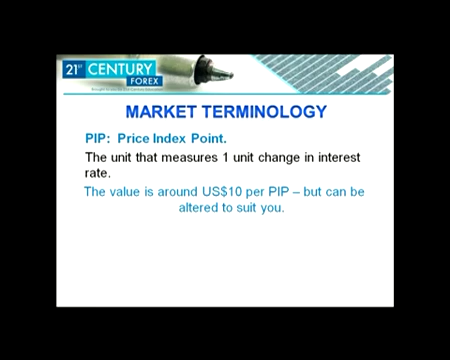 21ST CENTURY
FOREX
MARKET TERMINOLOGY
PIP: Price Index Point.
The unit that measures 1 unit change in interest
rate.
The value is around US$10 per PIP – but can be
altered to suit you.